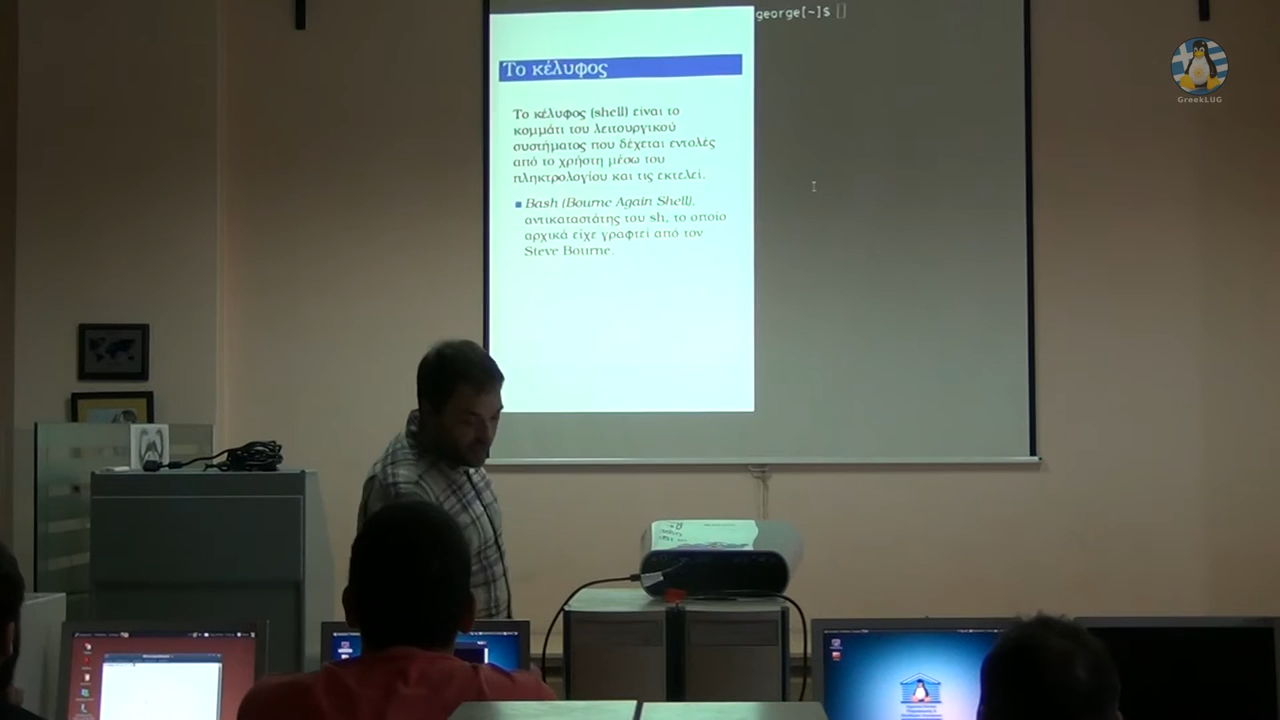 george[~]$
Το κέλυφος
Το κέλυφος (shell) είναι το
κομμάτι του λειτουργικού
συστήματος που δέχεται εντολές
από το χρήστη μέσω του
πληκτρολογίου και τις εκτελεί.
Bash (Bourne Again Shell),
αντικαταστάτης του sh, το οποίο
αρχικά είχε γραφτεί από τον
Steve Bourne.
GreekLUG